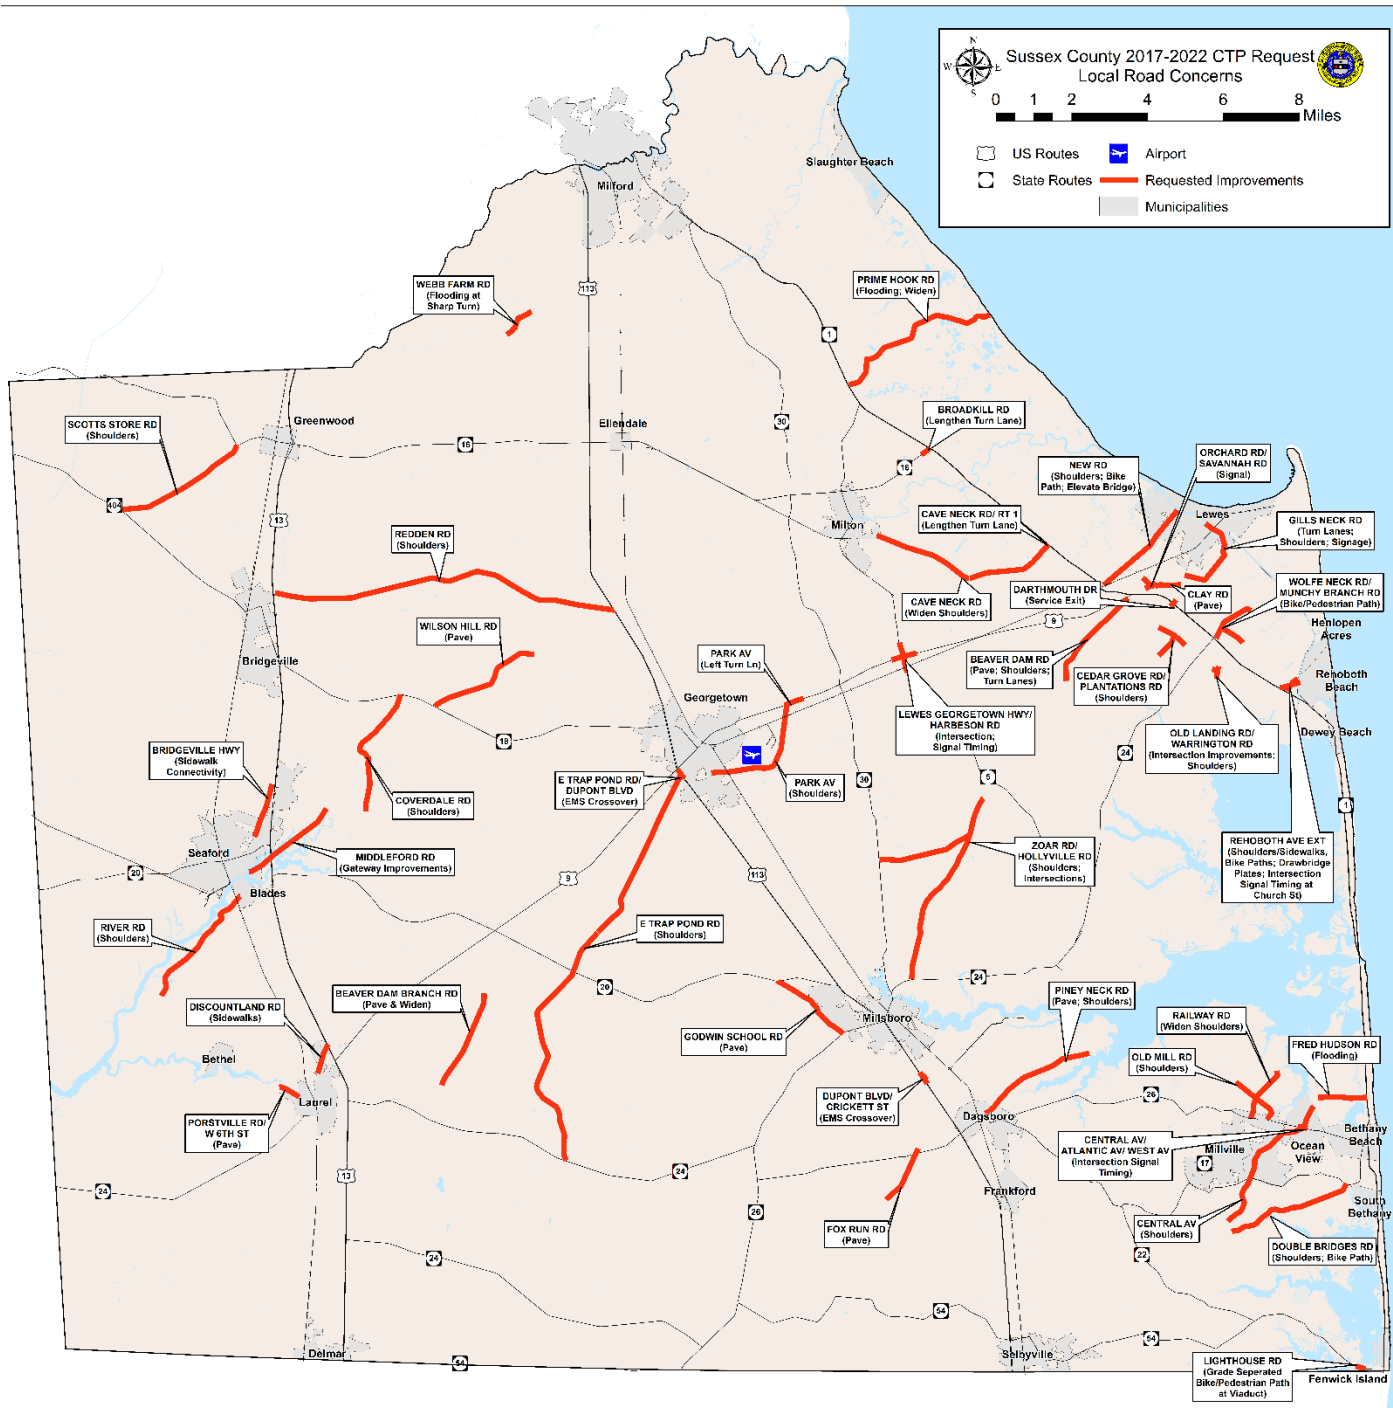 Sussex County 2017-2022 CTP Request
Local Road Concerns
N
W
E
S
0
1
2
4
6
8
Miles
US Routes
Airport
State Routes
Requested Improvements
Municipalities
Slaughter Beach
Milford
WEBB FARM RD
(Flooding at
Sharp Turn)
113
PRIME HOOK RD
(Flooding; Widen)
1
SCOTTS STORE RD
(Shoulders)
Greenwood
Ellendale
30
16
BROADKILL RD
(Lengthen Turn Lane)
16
ORCHARD RD/
SAVANNAH RD
(Signal)
NEW RD
(Shoulders; Bike
Path; Elevate Bridge)
404
13
Milton
CAVE NECK RD/ RT 1
(Lengthen Turn Lane)
Lewes
GILLS NECK RD
(Turn Lanes;
Shoulders; Signage)
REDDEN RD
(Shoulders)
CAVE NECK RD
(Widen Shoulders)
DARTHMOUTH DR
(Service Exit)
CLAY RD
(Pave)
WOLFE NECK RD/
MUNCHY BRANCH RD
(Bike/Pedestrian Path)
9
Henlopen
Acres
WILSON HILL RD
(Pave)
Bridgeville
PARK AV
(Left Turn Ln)
BEAVER DAM RD
(Pave; Shoulders;
Turn Lanes)
CEDAR GROVE RD/
PLANTATIONS RD
(Shoulders)
Rehoboth
Beach
Georgetown
LEWES GEORGETOWN HWY/
HARBESON RD
(Intersection;
Signal Timing)
OLD LANDING RD/
WARRINGTON RD
(Intersection Improvements;
Shoulders)
Dewey Beach
18
24
BRIDGEVILLE HWY
(Sidewalk
Connectivity)
E TRAP POND RD/
DUPONT BLVD
(EMS Crossover)
PARK AV
(Shoulders)
30
5
COVERDALE RD
(Shoulders)
1
Seaford
MIDDLEFORD RD
(Gateway Improvements)
ZOAR RD/
HOLLYVILLE RD
(Shoulders;
Intersections)
REHOBOTH AVE EXT
(Shoulders/Sidewalks,
Bike Paths; Drawbridge
Plates; Intersection
Signal Timing at
Church St)
20
9
113
Blades
RIVER RD
(Shoulders)
E TRAP POND RD
(Shoulders)
24
20
BEAVER DAM BRANCH RD
(Pave & Widen)
PINEY NECK RD
(Pave; Shoulders)
DISCOUNTLAND RD
(Sidewalks)
Millsboro
RAILWAY RD
(Widen Shoulders)
GODWIN SCHOOL RD
(Pave)
FRED HUDSON RD
(Flooding)
Bethel
OLD MILL RD
(Shoulders)
DUPONT BLVD/
CRICKETT ST
(EMS Crossover)
26
Laurel
Dagsboro
PORSTVILLE RD/
W 6TH ST
(Pave)
CENTRAL AV/
ATLANTIC AV/ WEST AV
(Intersection Signal
Timing)
Bethany
Beach
Millville
Ocean
View
17
13
24
24
Frankford
South
Bethany
26
FOX RUN RD
(Pave)
CENTRAL AV
(Shoulders)
DOUBLE BRIDGES RD
(Shoulders; Bike Path)
24
22
54
54
Delmar
54
Selbyville
LIGHTHOUSE RD
(Grade Seperated
Bike/Pedestrian Path
at Viaduct)
Fenwick Island